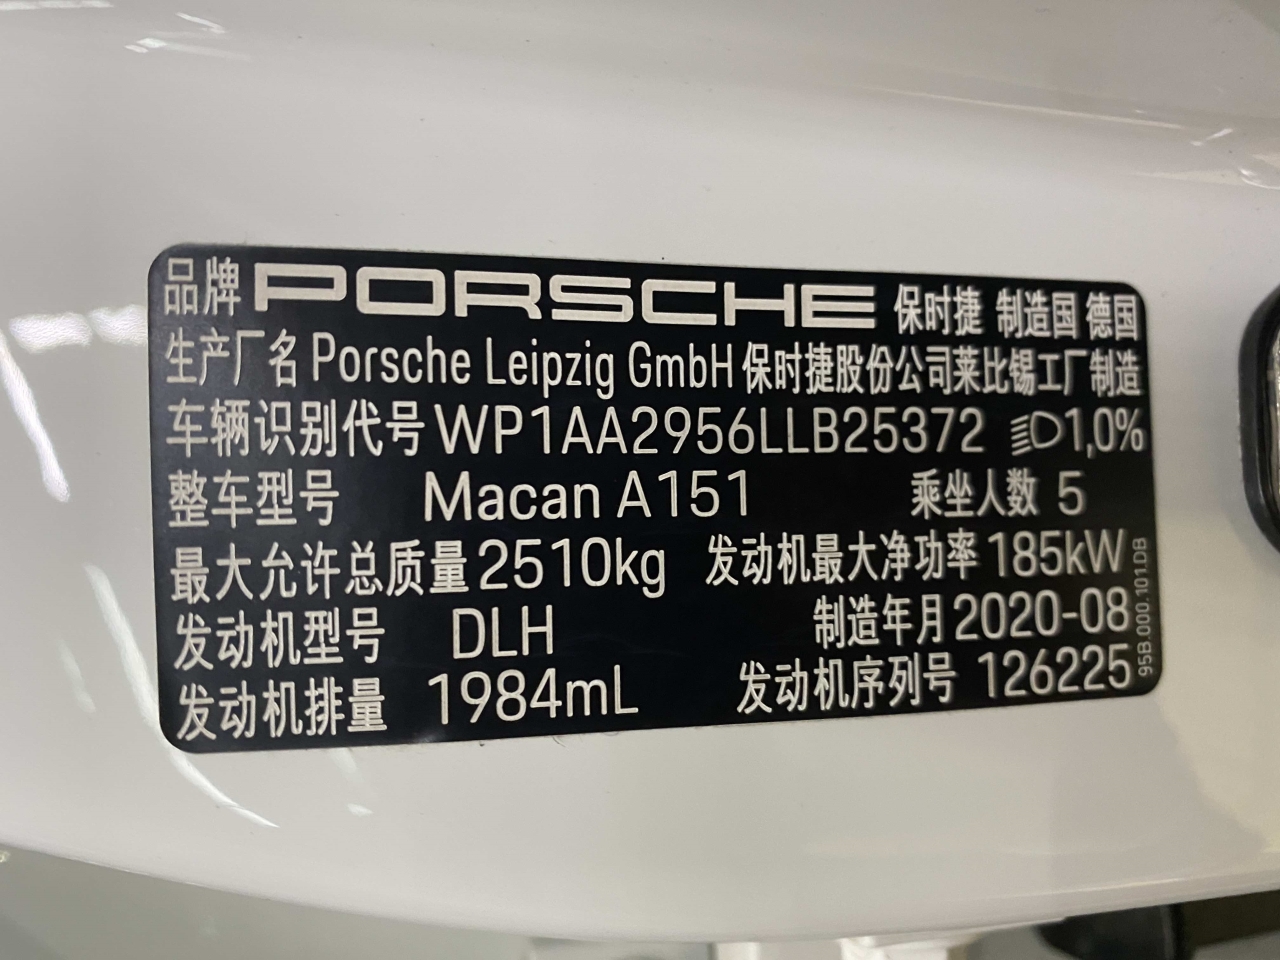 品牌 PORSCHE 保时捷 制造国 德国
生产厂名 Porsche Leipzig GmbH 保时捷股份公司莱比锡工厂制造
车辆识别代号 WP1AA2956LLB25372 1,0%
整车型号 Macan A151 乘坐人数 5
最大允许总质量 2510kg 发动机最大净功率 185kW
发动机型号 DLH 制造年月 2020-08
发动机排量 1984mL 发动机序列号 126225
95B.000.101.DB